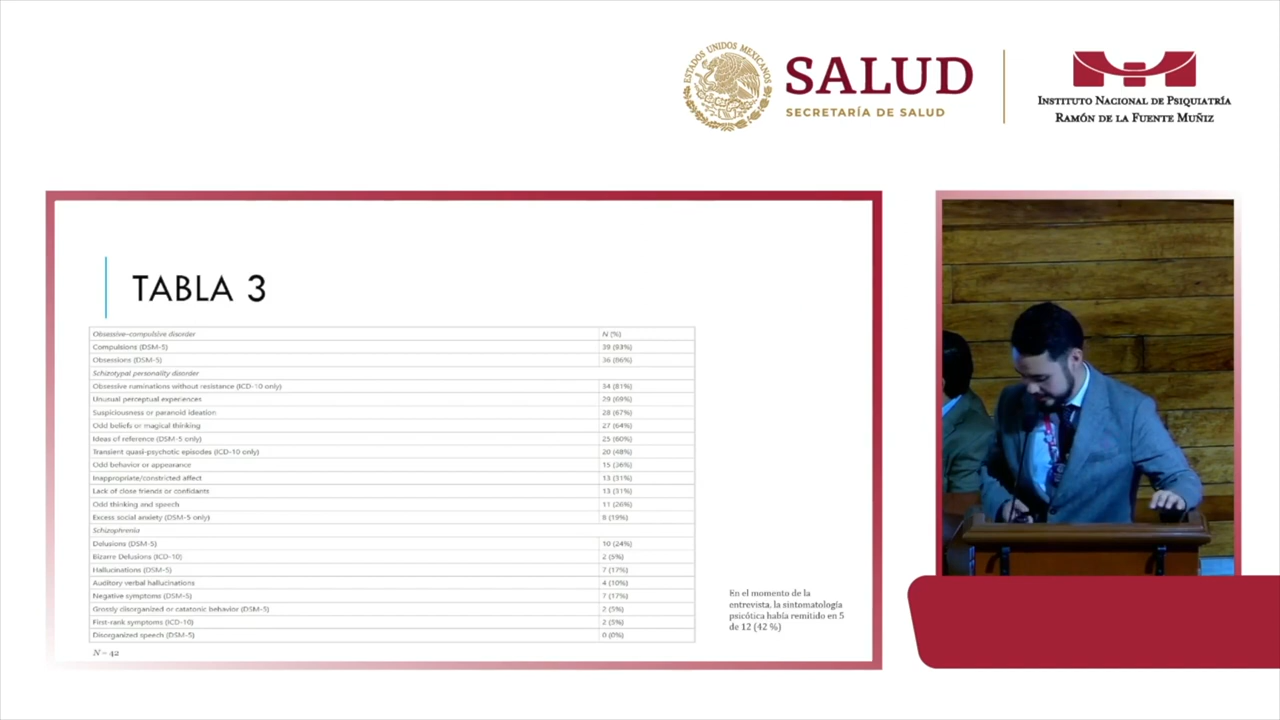 ESTADOS UNIDOS MEXICANOS
SALUD
SECRETARÍA DE SALUD
INSTITUTO NACIONAL DE PSIQUIATRÍA
RAMÓN DE LA FUENTE MUÑIZ
TABLA 3
Obsessive-compulsive disorder N (%)
Compulsions (DSM-5) 39 (93%)
Obsessions (DSM-5) 36 (86%)
Schizotypal personality disorder
Obsessive ruminations without resistance (ICD-10 only) 34 (81%)
Unusual perceptual experiences 29 (69%)
Suspiciousness or paranoid ideation 28 (67%)
Odd beliefs or magical thinking 27 (64%)
Ideas of reference (DSM-5 only) 25 (60%)
Transient quasi-psychotic episodes (ICD-10 only) 20 (48%)
Odd behavior or appearance 15 (36%)
Inappropriate/constricted affect 13 (31%)
Lack of close friends or confidants 13 (31%)
Odd thinking and speech 11 (26%)
Excess social anxiety (DSM-5 only) 8 (19%)
Schizophrenia
Delusions (DSM-5) 10 (24%)
Bizarre Delusions (ICD-10) 2 (5%)
Hallucinations (DSM-5) 7 (17%)
Auditory verbal hallucinations 4 (10%)
Negative symptoms (DSM-5) 7 (17%)
Grossly disorganized or catatonic behavior (DSM-5) 2 (5%)
First-rank symptoms (ICD-10) 2 (5%)
Disorganized speech (DSM-5) 0 (0%)
N = 42
En el momento de la
entrevista, la sintomatología
psicótica había remitido en 5
de 12 (42 %)